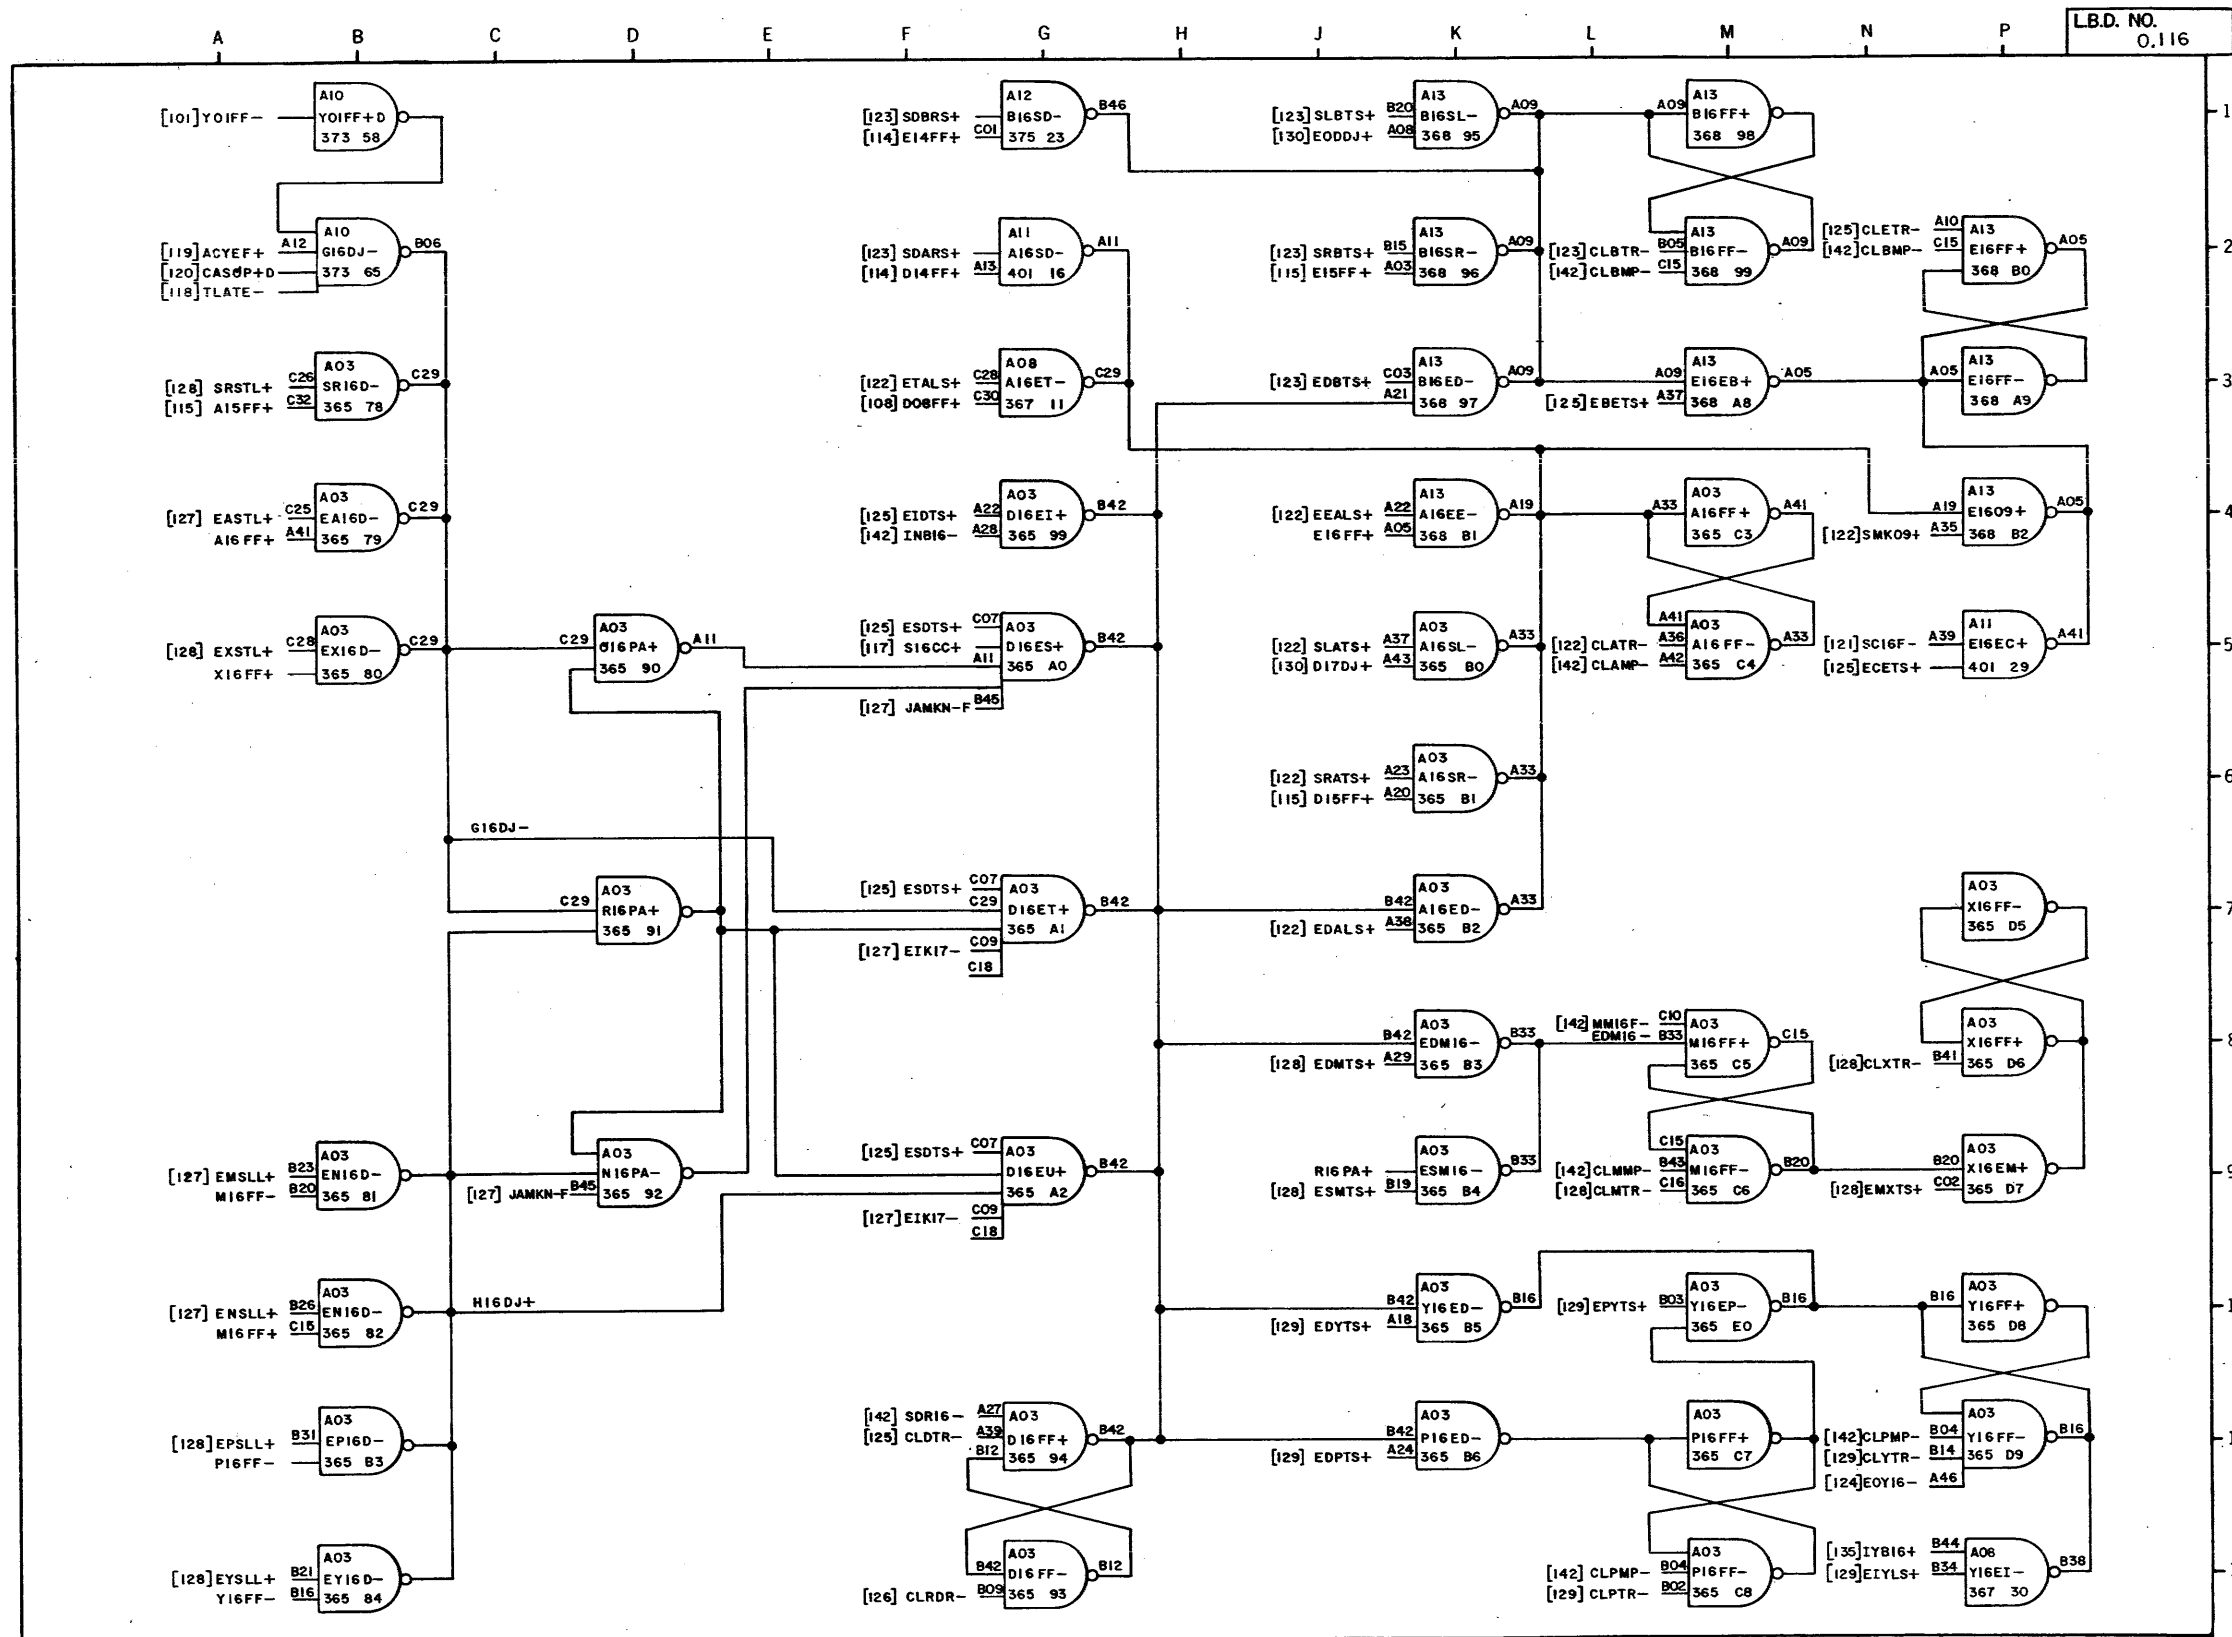 L.B.D. NO.
0.116
A B C D E F G H J K L M N P
[101] Y01FF-
A10
Y01FF+D
373 58
[123] SDBRS+
[114] E14FF+ C01
A12
B16SD-
375 23
B46
[123] SLBTS+ B20
[130] EODDJ+ A08
A13
B16SL-
368 95
A09
A09
A13
B16FF+
368 98
1
[119] ACYEF+ A12
[120] CASOP+D
[118] TLATE-
A10
G16DJ-
373 65
B06
[123] SDARS+
[114] D14FF+ A13
A11
A16SD-
401 16
A11
[123] SRBTS+ B15
[115] E15FF+ A03
A13
B16SR-
368 96
A09
[123] CLBTR- B05
[142] CLBMP- C15
A13
B16FF-
368 99
A09
[125] CLETR- A10
[142] CLBMP- C15
A13
E16FF+
368 B0
A05
2
[128] SRSTL+ C26
[115] A15FF+ C32
A03
SR16D-
365 78
C29
[122] ETALS+ C28
[108] D08FF+ C30
A08
A16ET-
367 11
C29
[123] EDBTS+ C03
A21
A13
B16ED-
368 97
A09
A09
[125] EBETS+ A37
A13
E16EB+
368 A8
A05
A05
A13
E16FF-
368 A9
3
[127] EASTL+ C25
A16FF+ A41
A03
EA16D-
365 79
C29
[125] EIDTS+ A22
[142] INB16- A28
A03
D16EI+
365 99
B42
[122] EEALS+ A22
E16FF+ A05
A13
A16EE-
368 B1
A19
A33
A03
A16FF+
365 C3
A41
A19
[122] SMK09+ A35
A13
E1609+
368 B2
A05
4
[128] EXSTL+ C28
X16FF+
A03
EX16D-
365 80
C29
C29
A03
O16PA+
365 90
A11
[125] ESDTS+ C07
[117] S16CC+
A11
[127] JAMKN-F B45
A03
D16ES+
365 A0
B42
[122] SLATS+ A37
[130] D17DJ+ A43
A03
A16SL-
365 B0
A33
A41
[122] CLATR- A36
[142] CLAMP- A42
A03
A16FF-
365 C4
A33
[121] SC16F- A39
[125] ECETS+
A11
E16EC+
401 29
A41
5
[122] SRATS+ A23
[115] D15FF+ A20
A03
A16SR-
365 B1
A33
6
G16DJ-
C29
A03
R16PA+
365 91
[125] ESDTS+ C07
C29
[127] EIK17- C09
C18
A03
D16ET+
365 A1
B42
B42
[122] EDALS+ A38
A03
A16ED-
365 B2
A33
A03
X16FF-
365 D5
7
B42
[128] EDMTS+ A29
A03
EDM16-
365 B3
B33
[142] MM16F- C10
EDM16- B33
A03
M16FF+
365 C5
C15
[128] CLXTR- B41
A03
X16FF+
365 D6
8
[127] EMSLL+ B23
M16FF- B20
A03
EN16D-
365 81
[127] JAMKN-F B45
A03
N16PA-
365 92
[125] ESDTS+ C07
[127] EIK17- C09
C18
A03
D16EU+
365 A2
B42
R16PA+
[128] ESMTS+ B19
A03
ESM16-
365 B4
B33
C15
[142] CLMMP- B43
[128] CLMTR- C16
A03
M16FF-
365 C6
B20
B20
[128] EMXTS+ C02
A03
X16EM+
365 D7
9
[127] ENSLL+ B26
M16FF+ C15
A03
EN16D-
365 82
H16DJ+
B42
[129] EDYTS+ A18
A03
Y16ED-
365 B5
B16
[129] EPYTS+ B03
A03
Y16EP-
365 E0
B16
B16
A03
Y16FF+
365 D8
1
[128] EPSLL+ B31
P16FF-
A03
EP16D-
365 B3
[142] SDR16- A27
[125] CLDTR- A39
B12
A03
D16FF+
365 94
B42
B42
[129] EDPTS+ A24
A03
P16ED-
365 B6
A03
P16FF+
365 C7
[142] CLPMP- B04
[129] CLYTR- B14
[124] EOY16- A46
A03
Y16FF-
365 D9
B16
1
[128] EYSLL+ B21
Y16FF- B16
A03
EY16D-
365 84
B42
[126] CLRDR- B09
A03
D16FF-
365 93
B12
[142] CLPMP- B04
[129] CLPTR- B02
A03
P16FF-
365 C8
[135] IYB16+ B44
[129] EIYLS+ B34
A08
Y16EI-
367 30
B38
1